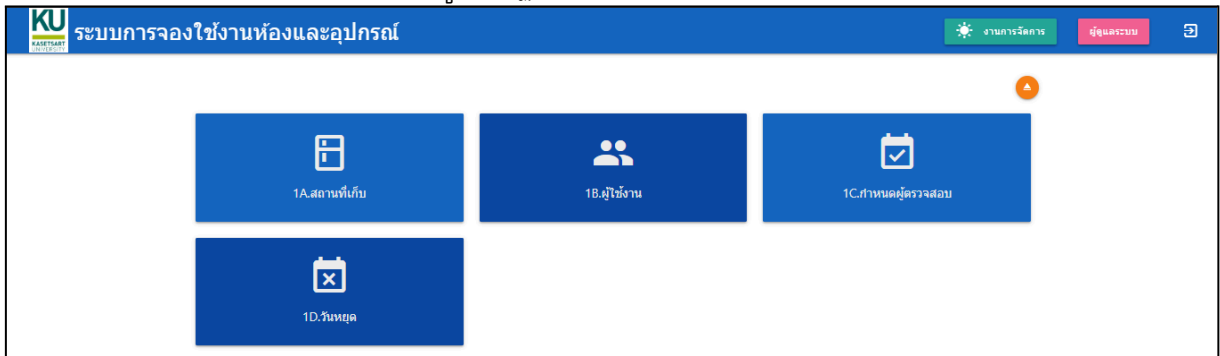 KU
KASETSART
UNIVERSITY
ระบบการจองใช้งานห้องและอุปกรณ์
งานการจัดการ
ผู้ดูแลระบบ
1A.สถานที่เก็บ
1B.ผู้ใช้งาน
1C.กำหนดผู้ตรวจสอบ
1D.วันหยุด